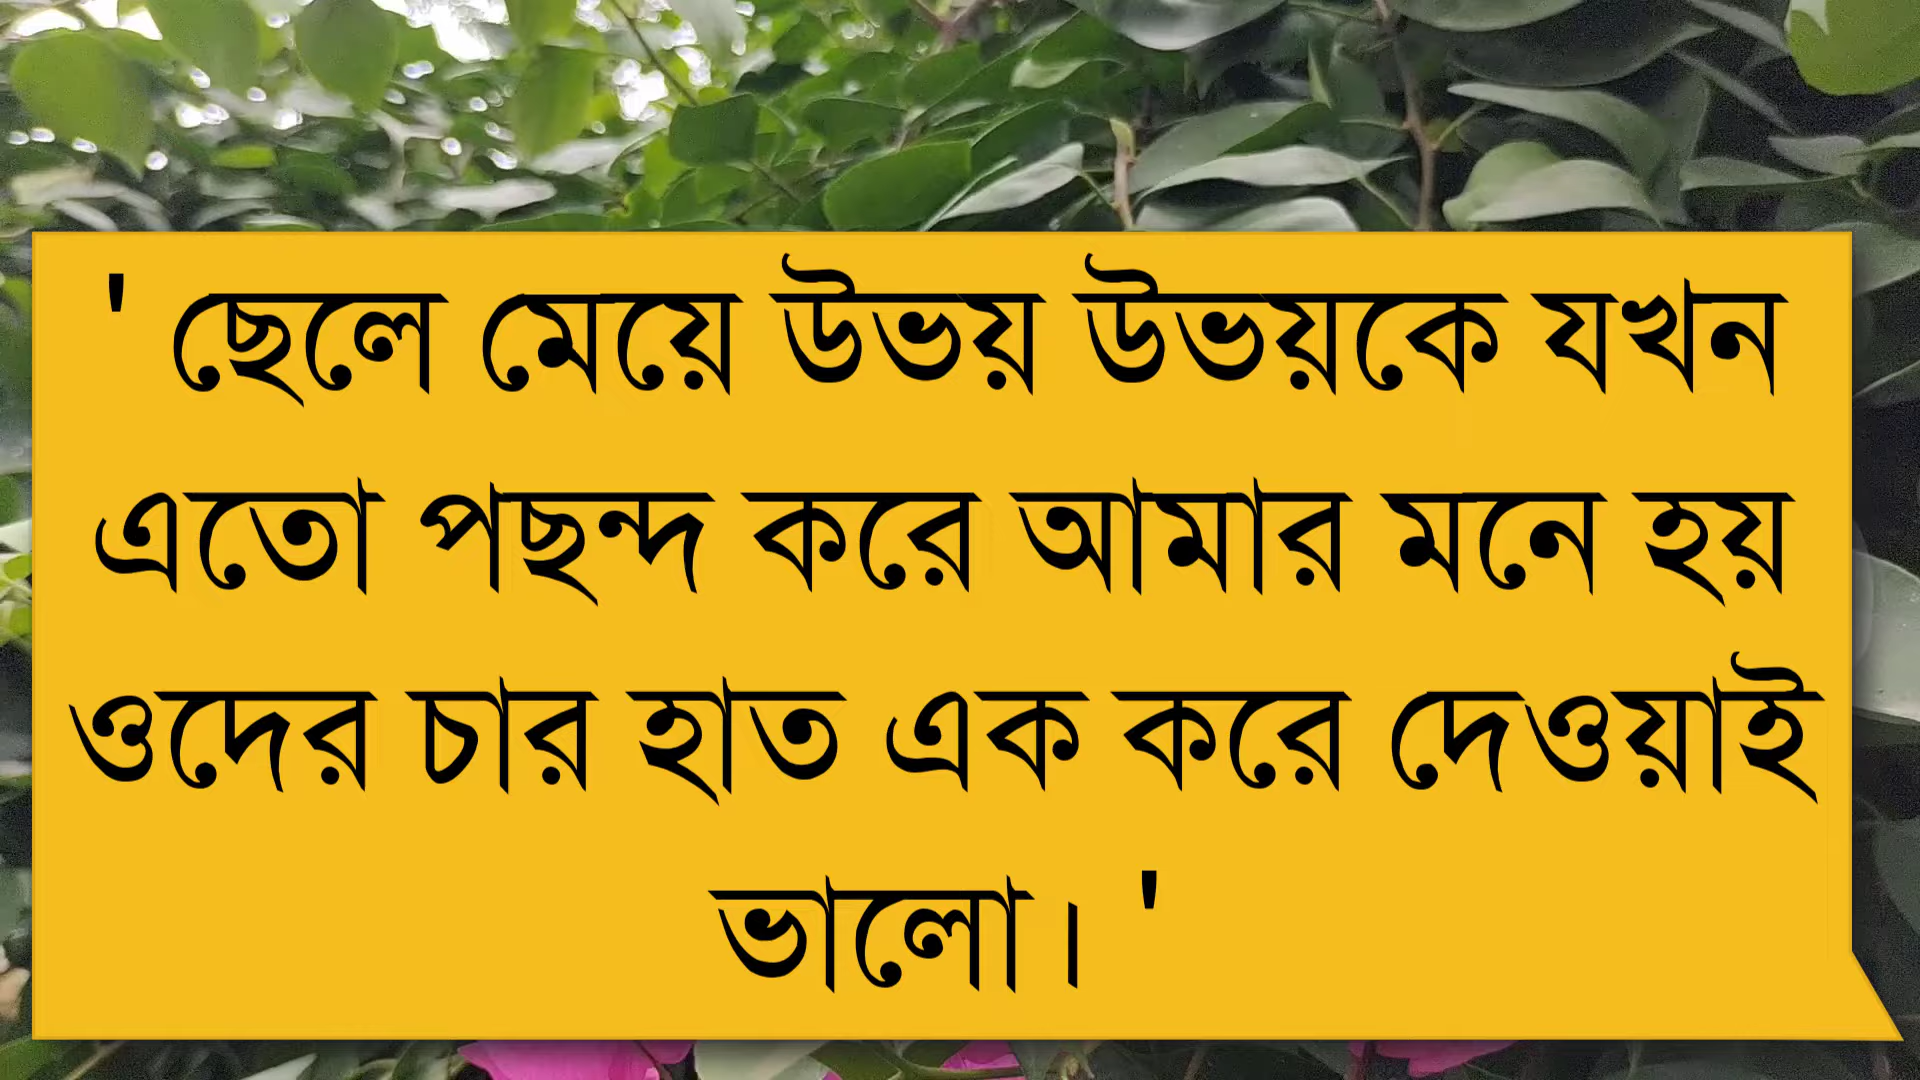 ' ছেলে মেয়ে উভয় উভয়কে যখন
এতো পছন্দ করে আমার মনে হয়
ওদের চার হাত এক করে দেওয়াই
ভালো। '